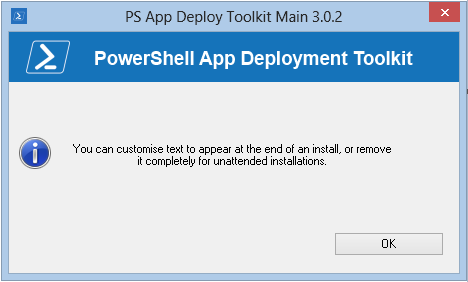 PS App Deploy Toolkit Main 3.0.2
PowerShell App Deployment Toolkit
You can customise text to appear at the end of an install, or remove
it completely for unattended installations.
OK